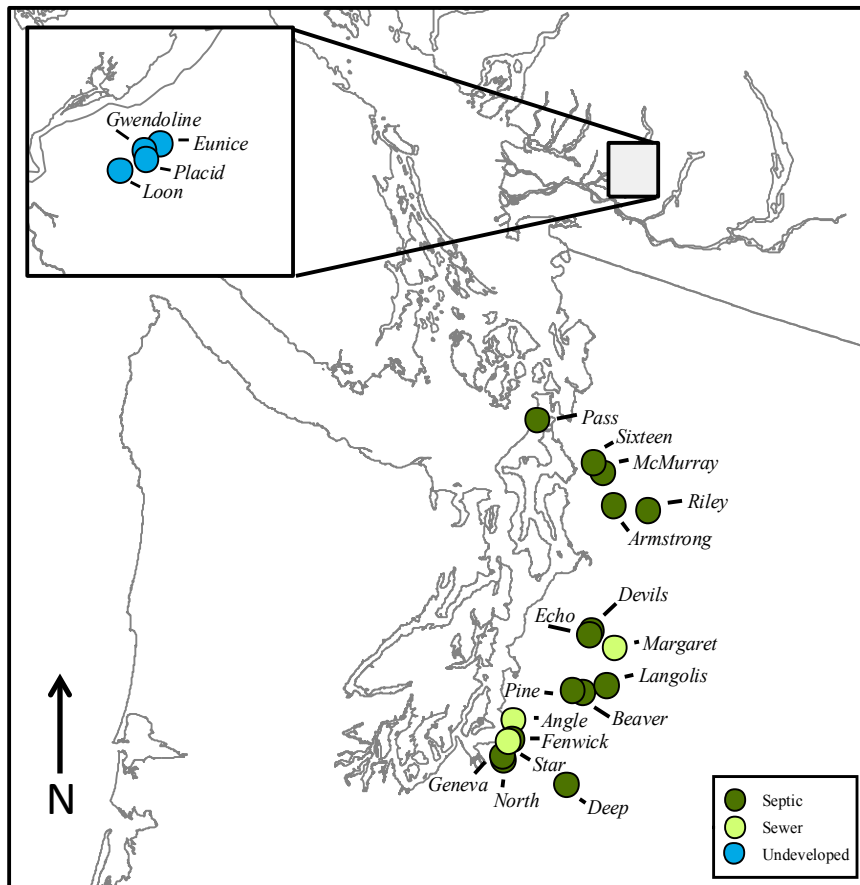 Gwendoline
Eunice
Placid
Loon
Pass
Sixteen
McMurray
Riley
Armstrong
Devils
Echo
Margaret
Langolis
Pine
Beaver
Angle
Fenwick
Star
Geneva
North
Deep
N
Septic
Sewer
Undeveloped